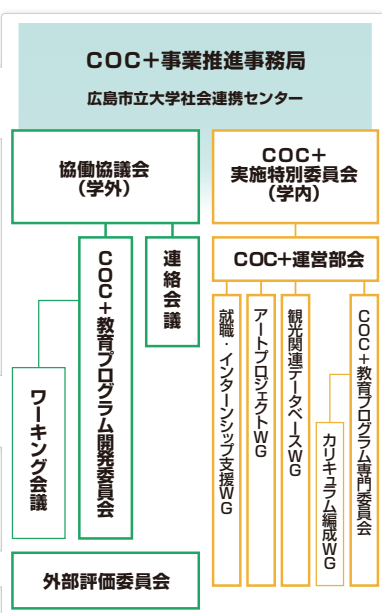 COC+事業推進事務局
広島市立大学社会連携センター
協働協議会
(学外)
COC+
実施特別委員会
(学内)
連絡会議
COC+教育プログラム開発委員会
ワーキング会議
外部評価委員会
COC+運営部会
就職・インターンシップ支援WG
アートプロジェクトWG
観光関連データベースWG
カリキュラム編成WG
COC+教育プログラム専門委員会